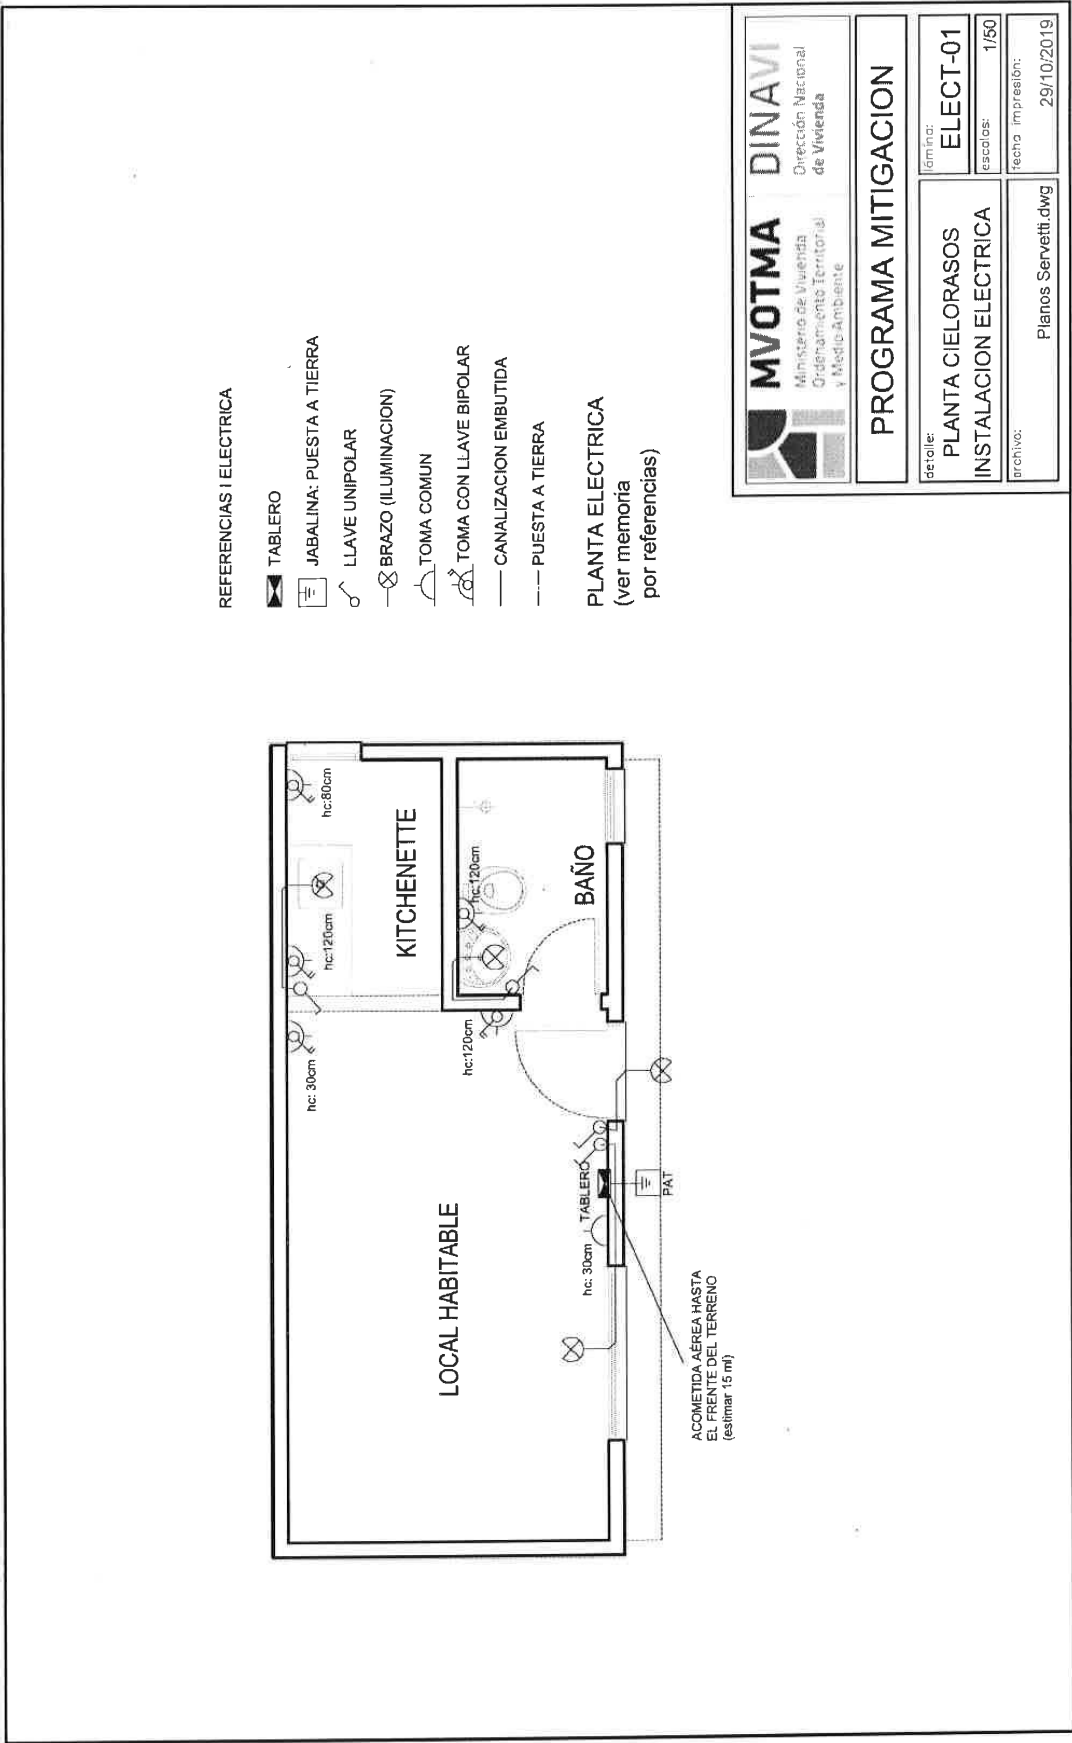 REFERENCIAS I ELECTRICA
TABLERO
JABALINA: PUESTA A TIERRA
LLAVE UNIPOLAR
BRAZO (ILUMINACION)
TOMA COMUN
TOMA CON LLAVE BIPOLAR
CANALIZACION EMBUTIDA
PUESTA A TIERRA
PLANTA ELECTRICA
(ver memoria
por referencias)
hc:80cm
hc:120cm
hc: 30cm
KITCHENETTE
hc:120cm
hc:120cm
BAÑO
LOCAL HABITABLE
TABLERO
hc: 30cm
PAT
ACOMETIDA AÉREA HASTA
EL FRENTE DEL TERRENO
(estimar 15 ml)
MVOTMA
Ministerio de Vivienda
Ordenamiento Territorial
y Medio Ambiente
DINAVI
Dirección Nacional
de Vivienda
PROGRAMA MITIGACION
detalle:
PLANTA CIELORASOS
INSTALACION ELECTRICA
lámina:
ELECT-01
escalas:
1/50
archivo:
Planos Servetti.dwg
fecha impresión:
29/10/2019